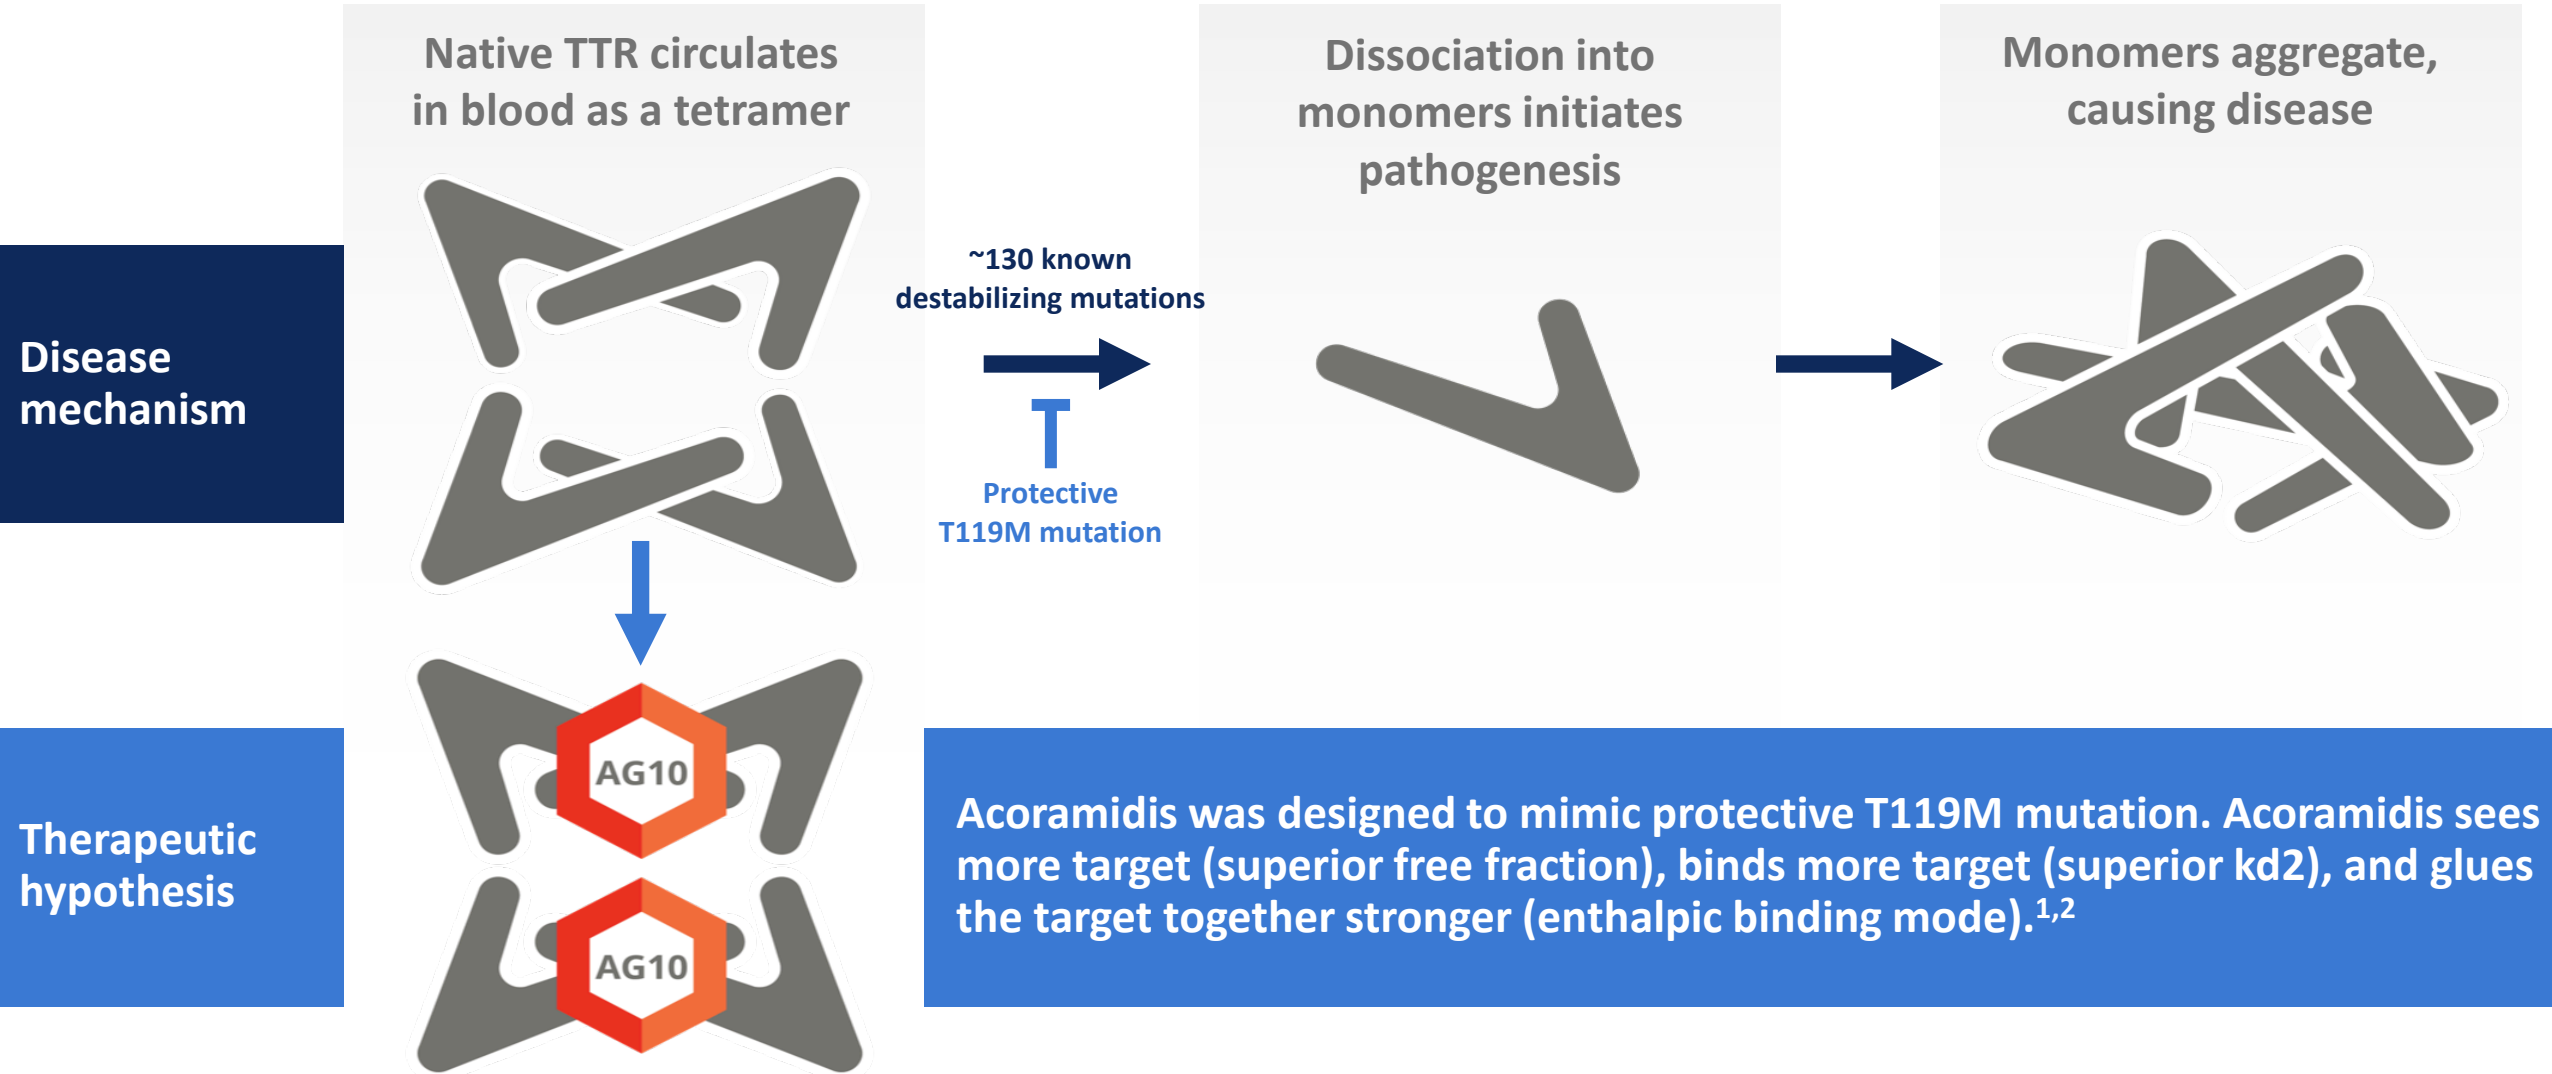 Native TTR circulates
in blood as a tetramer
Dissociation into
monomers initiates
pathogenesis
Monomers aggregate,
causing disease
Disease
mechanism
~130 known
destabilizing mutations
Protective
T119M mutation
Therapeutic
hypothesis
AG10
AG10
Acoramidis was designed to mimic protective T119M mutation. Acoramidis sees
more target (superior free fraction), binds more target (superior kd2), and glues
the target together stronger (enthalpic binding mode).1,2